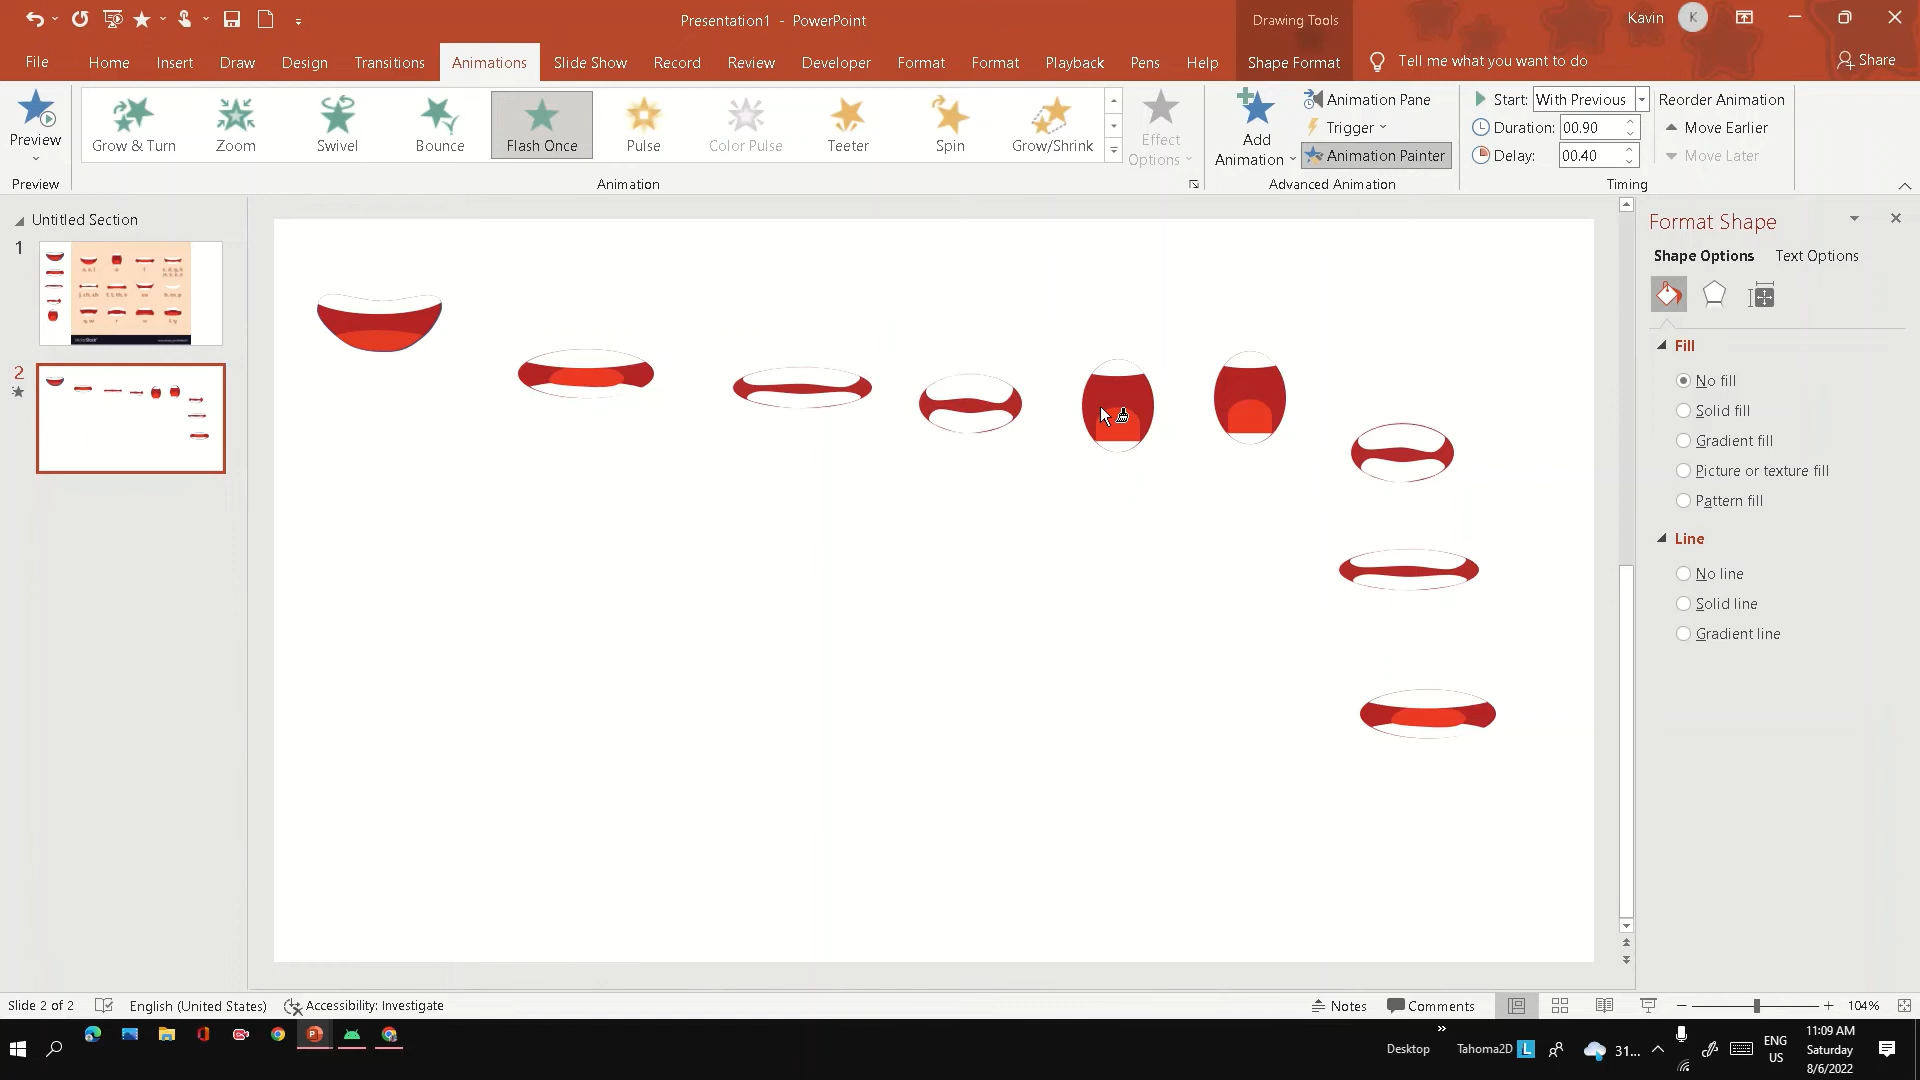 Presentation1 - PowerPoint
Drawing Tools
Kavin
K
File
Home
Insert
Draw
Design
Transitions
Animations
Slide Show
Record
Review
Developer
Format
Format
Playback
Pens
Help
Shape Format
Tell me what you want to do
Share
Preview
Grow & Turn
Zoom
Swivel
Bounce
Flash Once
Pulse
Color Pulse
Teeter
Spin
Grow/Shrink
Effect
Options
Add
Animation
Animation Pane
Trigger
Animation Painter
Start: With Previous
Duration: 00.90
Delay: 00.40
Reorder Animation
Move Earlier
Move Later
Preview
Animation
Advanced Animation
Timing
Untitled Section
1
2
Format Shape
Shape Options
Text Options
Fill
No fill
Solid fill
Gradient fill
Picture or texture fill
Pattern fill
Line
No line
Solid line
Gradient line
Slide 2 of 2
English (United States)
Accessibility: Investigate
Notes
Comments
104%
Desktop
Tahoma2D
L
31...
ENG
US
11:09 AM
Saturday
8/6/2022